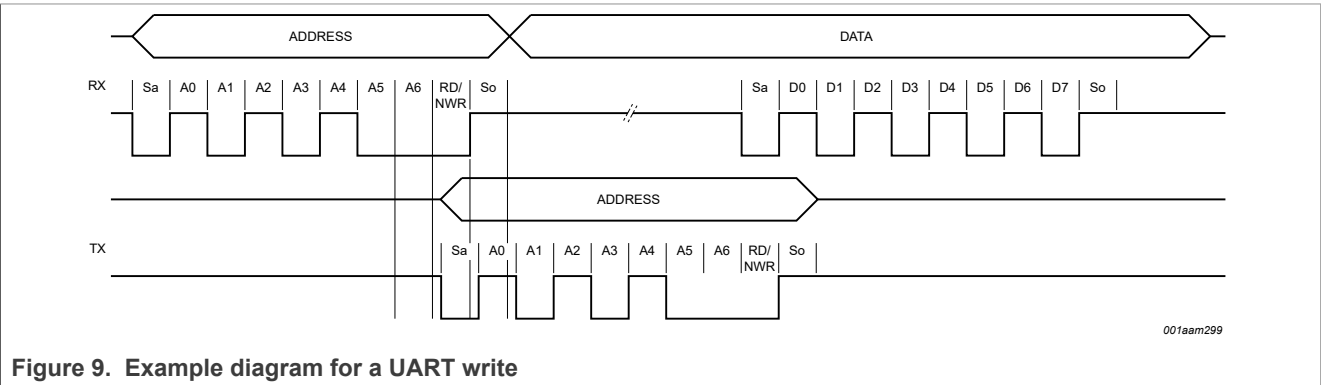 ADDRESS DATA
RX Sa A0 A1 A2 A3 A4 A5 A6 RD/ So Sa D0 D1 D2 D3 D4 D5 D6 D7 So
NWR
ADDRESS
TX Sa A0 A1 A2 A3 A4 A5 A6 RD/ So
NWR
001aam299
Figure 9. Example diagram for a UART write